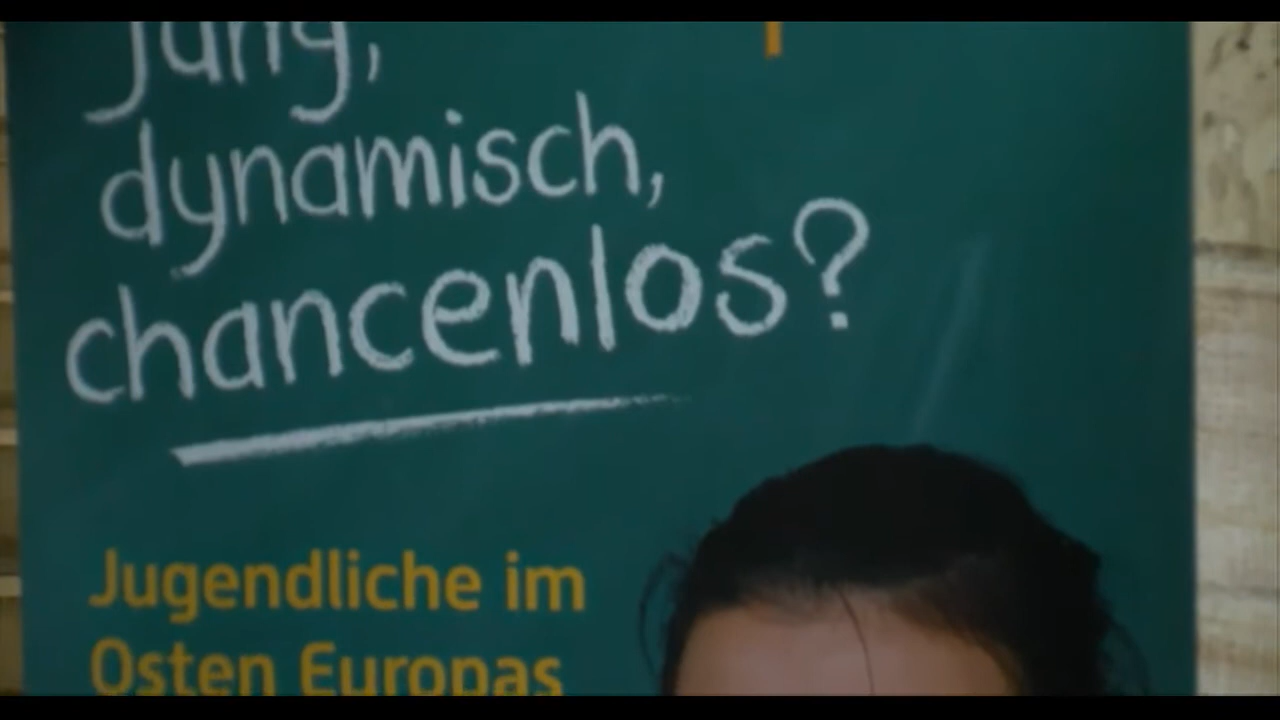 Jung,
dynamisch,
chancenlos?
Jugendliche im
Osten Europas